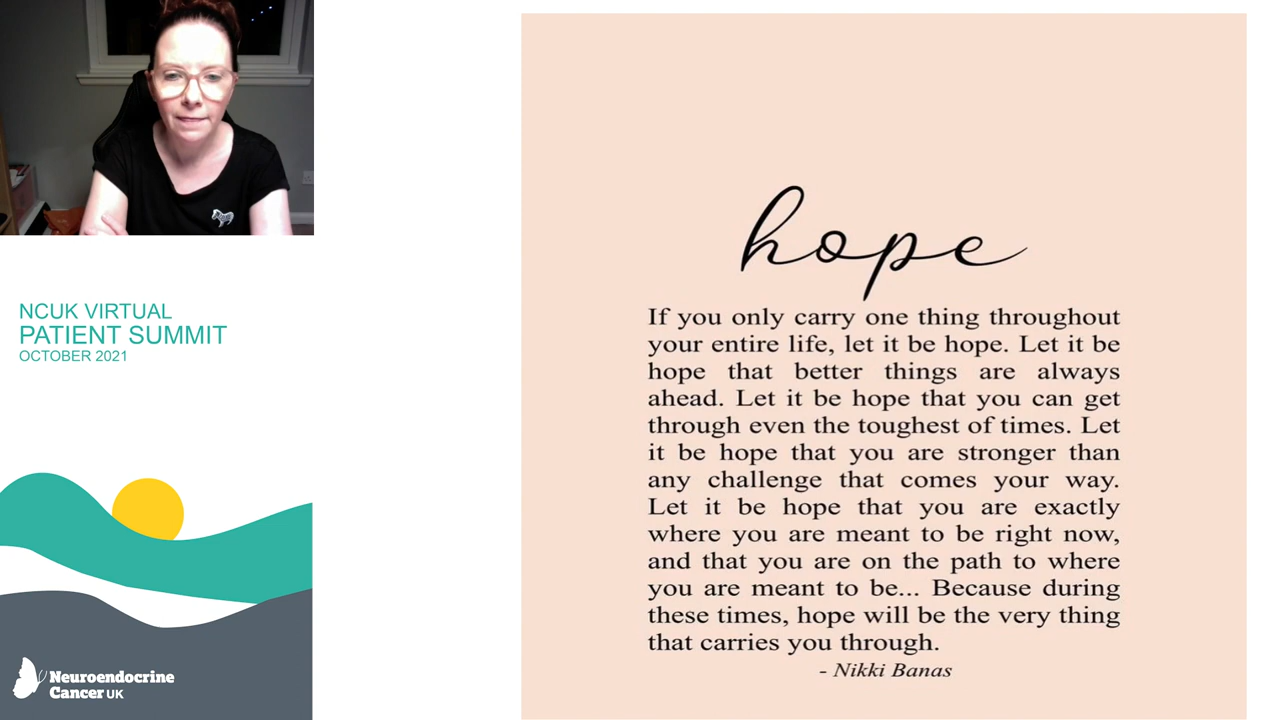 NCUK VIRTUAL
PATIENT SUMMIT
OCTOBER 2021
Neuroendocrine
Cancer UK
hope
If you only carry one thing throughout
your entire life, let it be hope. Let it be
hope that better things are always
ahead. Let it be hope that you can get
through even the toughest of times. Let
it be hope that you are stronger than
any challenge that comes your way.
Let it be hope that you are exactly
where you are meant to be right now,
and that you are on the path to where
you are meant to be... Because during
these times, hope will be the very thing
that carries you through.
- Nikki Banas